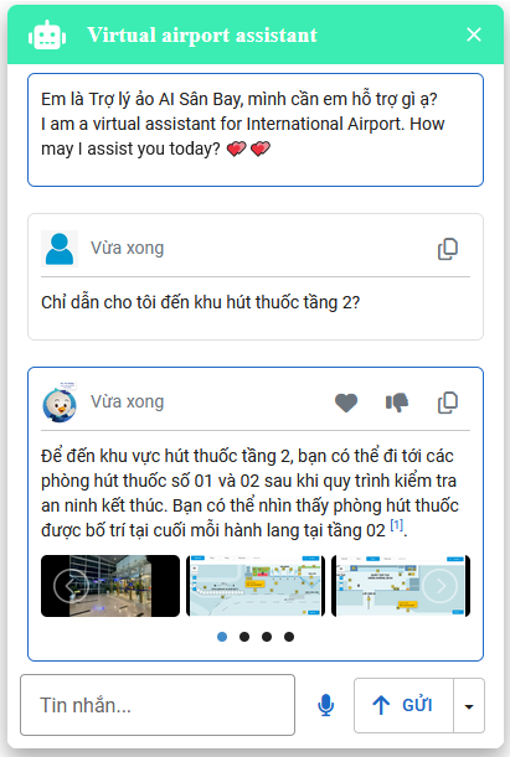 Virtual airport assistant
Em là Trợ lý ảo AI Sân Bay, mình cần em hỗ trợ gì ạ?
I am a virtual assistant for International Airport. How
may I assist you today?
Vừa xong
Chỉ dẫn cho tôi đến khu hút thuốc tầng 2?
Vừa xong
Để đến khu vực hút thuốc tầng 2, bạn có thể đi tới các
phòng hút thuốc số 01 và 02 sau khi quy trình kiểm tra
an ninh kết thúc. Bạn có thể nhìn thấy phòng hút thuốc
được bố trí tại cuối mỗi hành lang tại tầng 02 [1].
Tin nhắn...
GỬI